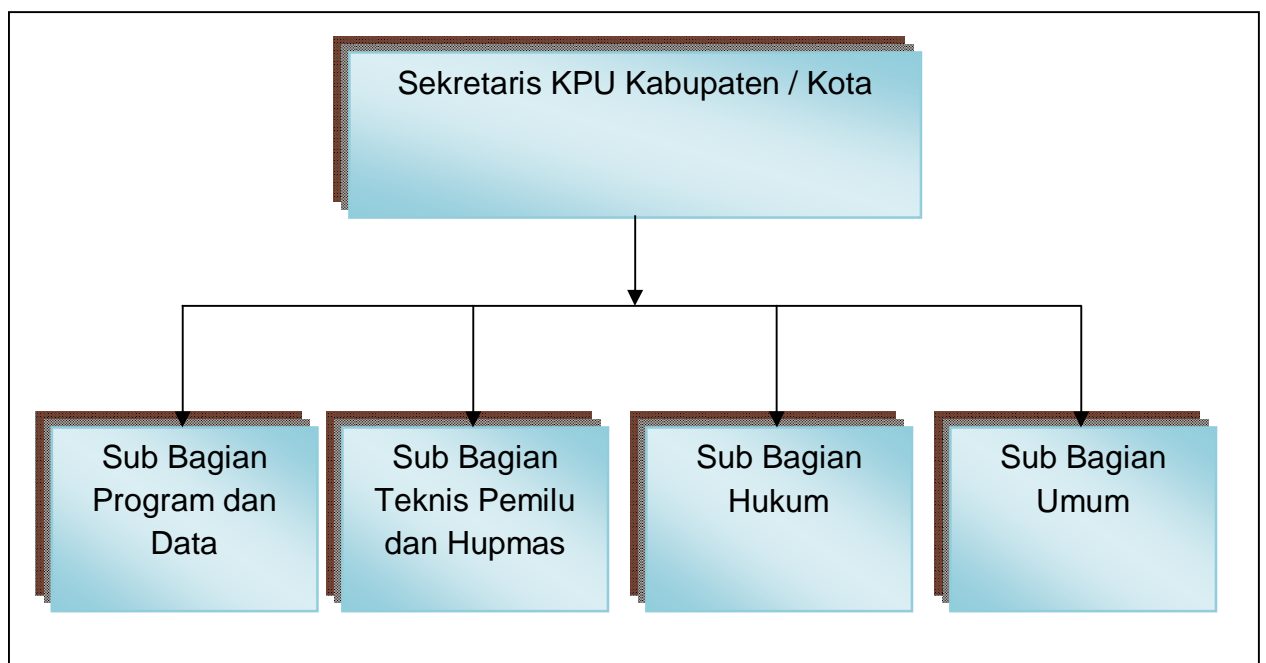 Sekretaris KPU Kabupaten / Kota
Sub Bagian
Program dan
Data
Sub Bagian
Teknis Pemilu
dan Hupmas
Sub Bagian
Hukum
Sub Bagian
Umum